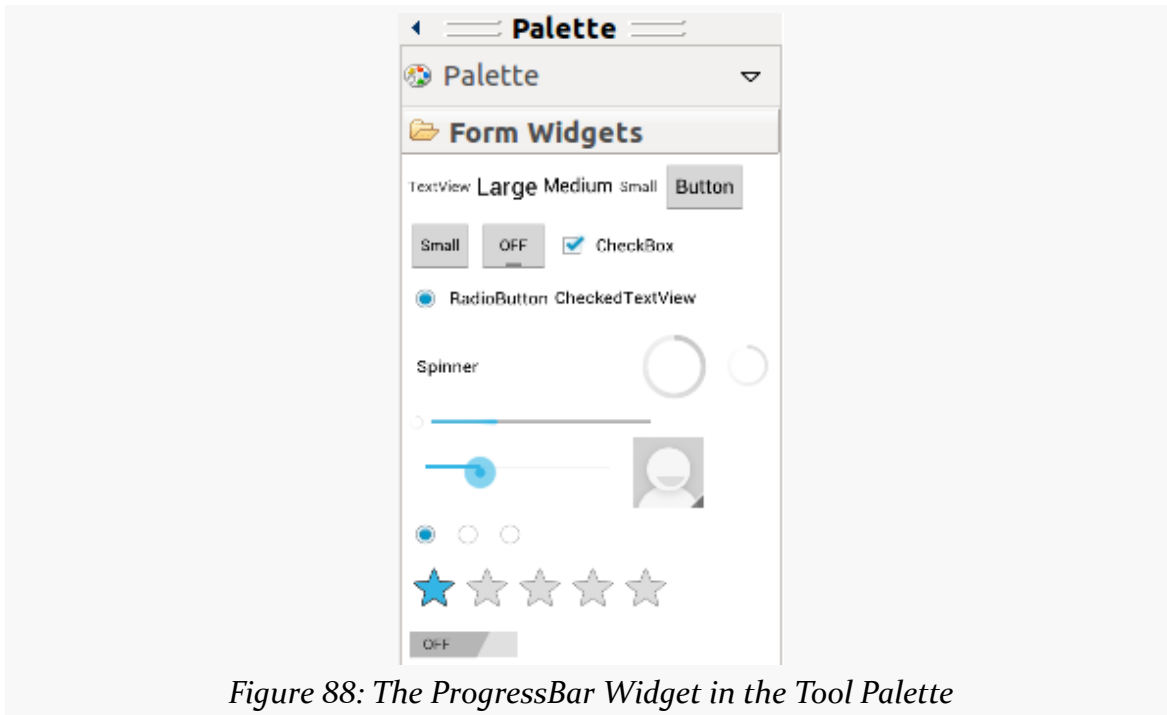 Palette
Palette
Form Widgets
TextView Large Medium Small Button
Small OFF CheckBox
RadioButton CheckedTextView
Spinner
OFF
Figure 88: The ProgressBar Widget in the Tool Palette